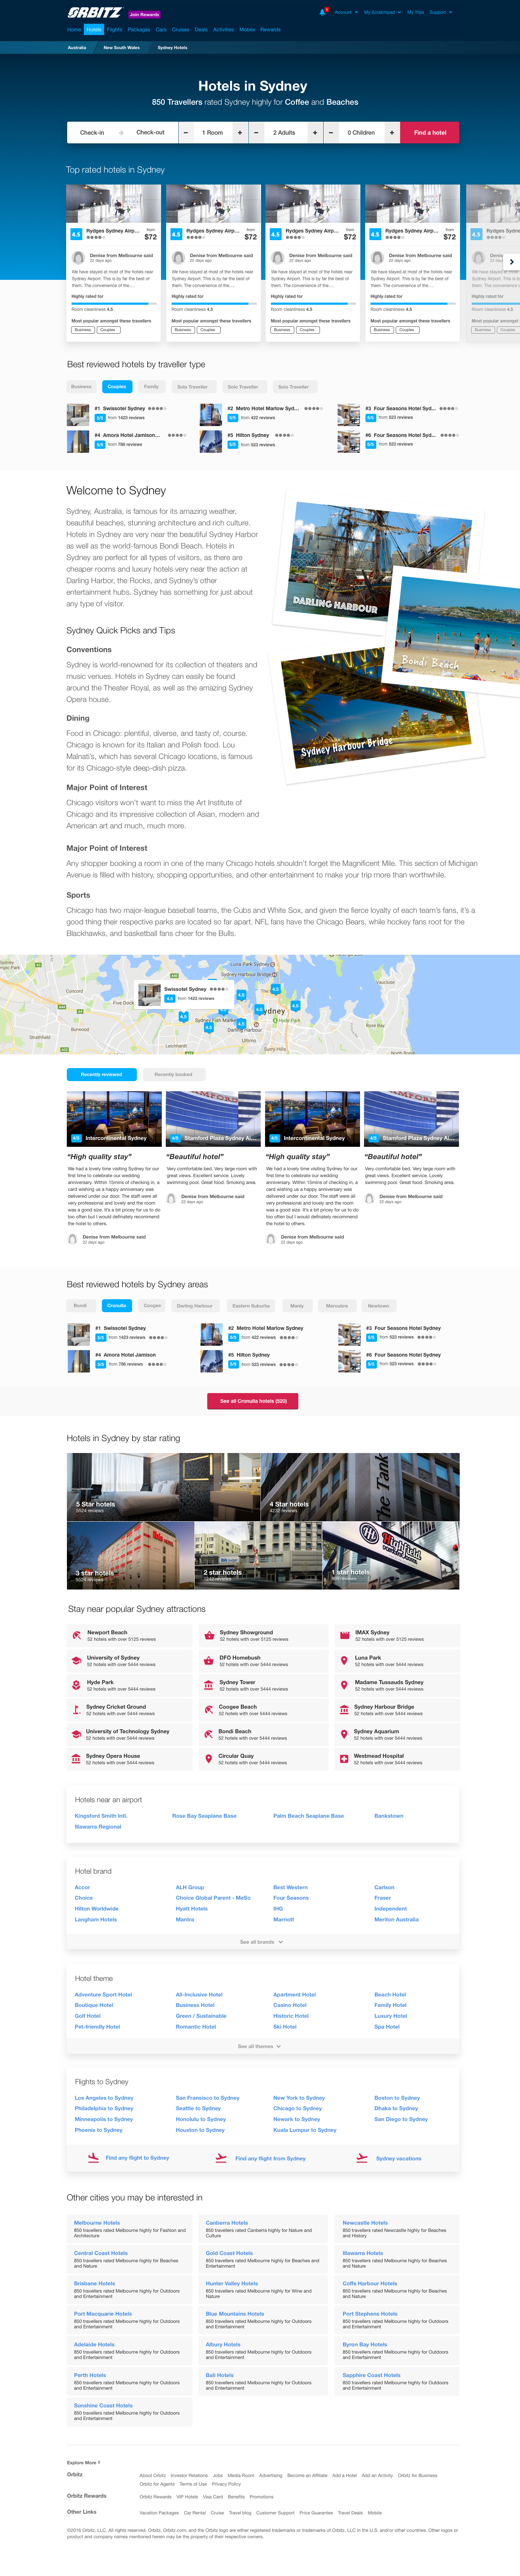 ORBITZ
Join Rewards
Account
My Scratchpad
My Trips
Support
Home Hotels Flights Packages Cars Cruises Deals Activities Mobile Rewards
Australia New South Wales Sydney Hotels
Hotels in Sydney
850 Travellers rated Sydney highly for Coffee and Beaches
Check-in Check-out − 1 Room + − 2 Adults + − 0 Children + Find a hotel
Top rated hotels in Sydney
4.5 Rydges Sydney Airp... from $72
Denise from Melbourne said
22 days ago
We have stayed at most of the hotels near
Sydney Airport. This is by far the best of
them. The convenience of the....
Highly rated for
Room cleanliness 4.5
Most popular amongst these travellers
Business Couples
4.5 Rydges Sydney Airp... from $72
Denise from Melbourne said
22 days ago
We have stayed at most of the hotels near
Sydney Airport. This is by far the best of
them. The convenience of the....
Highly rated for
Room cleanliness 4.5
Most popular amongst these travellers
Business Couples
4.5 Rydges Sydney Airp... from $72
Denise from Melbourne said
22 days ago
We have stayed at most of the hotels near
Sydney Airport. This is by far the best of
them. The convenience of the....
Highly rated for
Room cleanliness 4.5
Most popular amongst these travellers
Business Couples
4.5 Rydges Sydney Airp... from $72
Denise from Melbourne said
22 days ago
We have stayed at most of the hotels near
Sydney Airport. This is by far the best of
them. The convenience of the....
Highly rated for
Room cleanliness 4.5
Most popular amongst these travellers
Business Couples
4.5 Rydges Sydne
Highly rated for
Room cleanliness 4.5
Most popular amongst
Business Couples
Best reviewed hotels by traveller type
Business Couples Family Solo Traveller Solo Traveller Solo Traveller
#1 Swissotel Sydney
5/5 from 1423 reviews
#2 Metro Hotel Marlow Syd...
5/5 from 422 reviews
#3 Four Seasons Hotel Syd...
5/5 from 523 reviews
#4 Amora Hotel Jamison...
5/5 from 786 reviews
#5 Hilton Sydney
5/5 from 523 reviews
#6 Four Seasons Hotel Syd...
5/5 from 523 reviews
Welcome to Sydney
Sydney, Australia, is famous for its amazing weather,
beautiful beaches, stunning architecture and rich culture.
Hotels in Sydney are very near the beautiful Sydney Harbor
as well as the world-famous Bondi Beach. Hotels in
Sydney are perfect for all types of visitors, as there are
cheaper rooms and luxury hotels very near the action at
places such as The Rocks, and Sydney's other
entertainment hubs. Sydney has something for just about
any type of visitor.
DARLING HARBOUR
Bondi Beach
Sydney Harbour Bridge
Sydney Quick Picks and Tips
Conventions
Sydney is world-renowned for its collection of theaters and
music venues. Hotels in Sydney can easily be found
around the Theater Royal, as well as the amazing Sydney
Opera house.
Dining
Food in Chicago: plentiful, diverse, and tasty of, course.
Chicago is known for its Italian and Polish food. Lou
Malnati's, which has several Chicago locations, is famous
for its Chicago-style deep-dish pizza.
Major Point of Interest
Chicago visitors won't want to miss the Art Institute of
Chicago and its impressive collection of Asian, modern and
American art and much, much more.
Major Point of Interest
Any shopper booking a room in one of the many Chicago hotels shouldn't forget the Magnificent Mile. This section of Michigan
Avenue is filled with history, shopping opportunities, and other entertainment to make your trip more than worthwhile.
Sports
Chicago has two major-league baseball teams, the Cubs and White Sox, and given the fierce loyalty of each team's fans, it's a
good thing their respective parks are located so far apart. NFL fans have the Chicago Bears, while hockey fans root for the
Blackhawks, and basketball fans cheer for the Bulls.
Luna Park Sydney
Sydney Harbour Bridge
Vaucluse
Concord
Five Dock
Swissotel Sydney
4.5 from 1423 reviews
Sydney Fish Market
Darling Harbour
Hyde Park
Rose Bay
Burwood
Strathfield
Leichhardt
Ultimo
Surry Hills
North Bondi
Recently reviewed Recently booked
4/5 Intercontinental Sydney
"High quality stay"
We had a lovely time visiting Sydney for our
first time to celebrate our wedding
anniversary. Within 15mins of checking in, a
card wishing us a happy anniversary was
delivered to our door. The staff were all
very professional and lovely and the room
was a good size. It's a bit pricey for us to do
too often but I would definitely recommend
the hotel to others.
Denise from Melbourne said
22 days ago
4/5 Stamford Plaza Sydney Ai...
"Beautiful hotel"
Very comfortable bed. Very large room with
great views. Excellent service. Lovely
swimming pool. Great food. Smoking area.
Denise from Melbourne said
22 days ago
4/5 Intercontinental Sydney
"High quality stay"
We had a lovely time visiting Sydney for our
first time to celebrate our wedding
anniversary. Within 15mins of checking in, a
card wishing us a happy anniversary was
delivered to our door. The staff were all
very professional and lovely and the room
was a good size. It's a bit pricey for us to do
too often but I would definitely recommend
the hotel to others.
Denise from Melbourne said
22 days ago
4/5 Stamford Plaza Sydney Ai...
"Beautiful hotel"
Very comfortable bed. Very large room with
great views. Excellent service. Lovely
swimming pool. Great food. Smoking area.
Denise from Melbourne said
22 days ago
Best reviewed hotels by Sydney areas
Bondi Cronulla Coogee Darling Harbour Eastern Suburbs Manly Maroubra Newtown
#1 Swissotel Sydney
5/5 from 1423 reviews
#2 Metro Hotel Marlow Sydney
5/5 from 422 reviews
#3 Four Seasons Hotel Sydney
5/5 from 523 reviews
#4 Amora Hotel Jamison
5/5 from 786 reviews
#5 Hilton Sydney
5/5 from 523 reviews
#6 Four Seasons Hotel Sydney
5/5 from 523 reviews
See all Cronulla hotels (520)
Hotels in Sydney by star rating
5 Star hotels
5524 reviews
4 Star hotels
4232 reviews
The Tank
3 star hotels
2 star hotels
1 star hotels
Highfield
Stay near popular Sydney attractions
Newport Beach
52 hotels with over 5125 reviews
Sydney Showground
52 hotels with over 5125 reviews
IMAX Sydney
52 hotels with over 5125 reviews
University of Sydney
52 hotels with over 5444 reviews
DFO Homebush
52 hotels with over 5444 reviews
Luna Park
52 hotels with over 5444 reviews
Hyde Park
52 hotels with over 5444 reviews
Sydney Tower
52 hotels with over 5444 reviews
Madame Tussauds Sydney
52 hotels with over 5444 reviews
Sydney Cricket Ground
52 hotels with over 5444 reviews
Coogee Beach
52 hotels with over 5444 reviews
Sydney Harbour Bridge
52 hotels with over 5444 reviews
University of Technology Sydney
52 hotels with over 5444 reviews
Bondi Beach
52 hotels with over 5444 reviews
Sydney Aquarium
52 hotels with over 5444 reviews
Sydney Opera House
52 hotels with over 5444 reviews
Circular Quay
52 hotels with over 5444 reviews
Westmead Hospital
52 hotels with over 5444 reviews
Hotels near an airport
Kingsford Smith Intl. Rose Bay Seaplane Base Palm Beach Seaplane Base Bankstown
Illawarra Regional
Hotel brand
Accor ALH Group Best Western Carlson
Choice Choice Global Parent - MeSo Four Seasons Fraser
Hilton Worldwide Hyatt Hotels IHG Independent
Langham Hotels Mantra Marriott Meriton Australia
See all brands
Hotel theme
Adventure Sport Hotel All-Inclusive Hotel Apartment Hotel Beach Hotel
Boutique Hotel Business Hotel Casino Hotel Family Hotel
Golf Hotel Green / Sustainable Historic Hotel Luxury Hotel
Pet-friendly Hotel Romantic Hotel Ski Hotel Spa Hotel
See all themes
Flights to Sydney
Los Angeles to Sydney San Fransisco to Sydney New York to Sydney Boston to Sydney
Philadelphia to Sydney Seattle to Sydney Chicago to Sydney Dhaka to Sydney
Minneapolis to Sydney Honolulu to Sydney Newark to Sydney San Diego to Sydney
Phoenix to Sydney Houston to Sydney Kuala Lumpur to Sydney
Find any flight to Sydney Find any flight from Sydney Sydney vacations
Other cities you may be interested in
Melbourne Hotels
850 travellers rated Melbourne highly for Fashion and
Architecture
Canberra Hotels
850 travellers rated Canberra highly for Nature and
Culture
Newcastle Hotels
850 travellers rated Newcastle highly for Beaches
and History
Central Coast Hotels
850 travellers rated Melbourne highly for Beaches
and Nature
Gold Coast Hotels
850 travellers rated Melbourne highly for Beaches and
Entertainment
Illawarra Hotels
850 travellers rated Melbourne highly for Beaches
and Nature
Brisbane Hotels
850 travellers rated Melbourne highly for Outdoors
and Entertainment
Hunter Valley Hotels
850 travellers rated Melbourne highly for Wine and
Nature
Coffs Harbour Hotels
850 travellers rated Melbourne highly for Beaches
and Nature
Port Macquarie Hotels
850 travellers rated Melbourne highly for Outdoors
and Entertainment
Blue Mountains Hotels
850 travellers rated Melbourne highly for Outdoors
and Entertainment
Port Stephens Hotels
850 travellers rated Melbourne highly for Outdoors
and Entertainment
Adelaide Hotels
850 travellers rated Melbourne highly for Outdoors
and Entertainment
Albury Hotels
850 travellers rated Melbourne highly for Outdoors
and Entertainment
Byron Bay Hotels
850 travellers rated Melbourne highly for Outdoors
and Entertainment
Perth Hotels
850 travellers rated Melbourne highly for Outdoors
and Entertainment
Bali Hotels
850 travellers rated Melbourne highly for Outdoors
and Entertainment
Sapphire Coast Hotels
850 travellers rated Melbourne highly for Outdoors
and Entertainment
Sunshine Coast Hotels
850 travellers rated Melbourne highly for Outdoors
and Entertainment
Explore More
Orbitz About Orbitz Investor Relations Jobs Media Room Advertising Become an Affiliate Add a Hotel Add an Activity Orbitz for Business
Orbitz for Agents Terms of Use Privacy Policy
Orbitz Rewards Orbitz Rewards VIP Hotels Visa Card Benefits Promotions
Other Links Vacation Packages Car Rental Cruise Travel blog Customer Support Price Guarantee Travel Deals Mobile
©2016 Orbitz, LLC. All rights reserved. Orbitz, Orbitz.com, and the Orbitz logo are either registered trademarks or trademarks of Orbitz, LLC in the U.S. and/or other countries. Other logos or
product and company names mentioned herein may be the property of their respective owners.